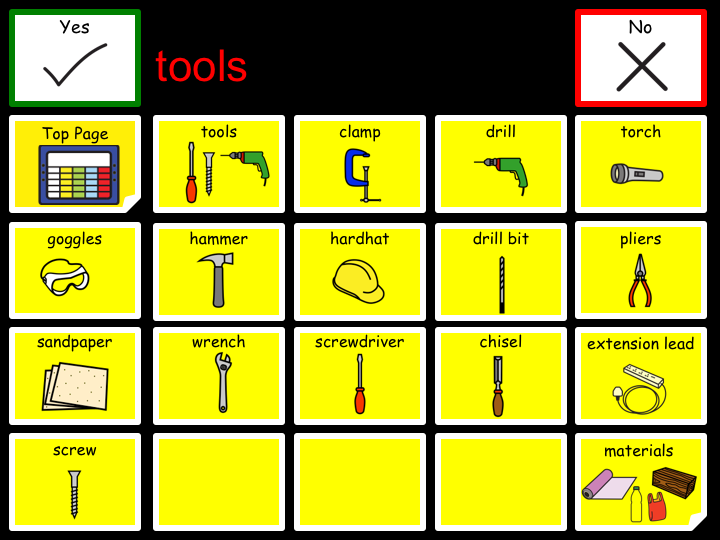 Yes
tools
No
Top Page
tools
clamp
drill
torch
goggles
hammer
hardhat
drill bit
pliers
sandpaper
wrench
screwdriver
chisel
extension lead
screw
materials